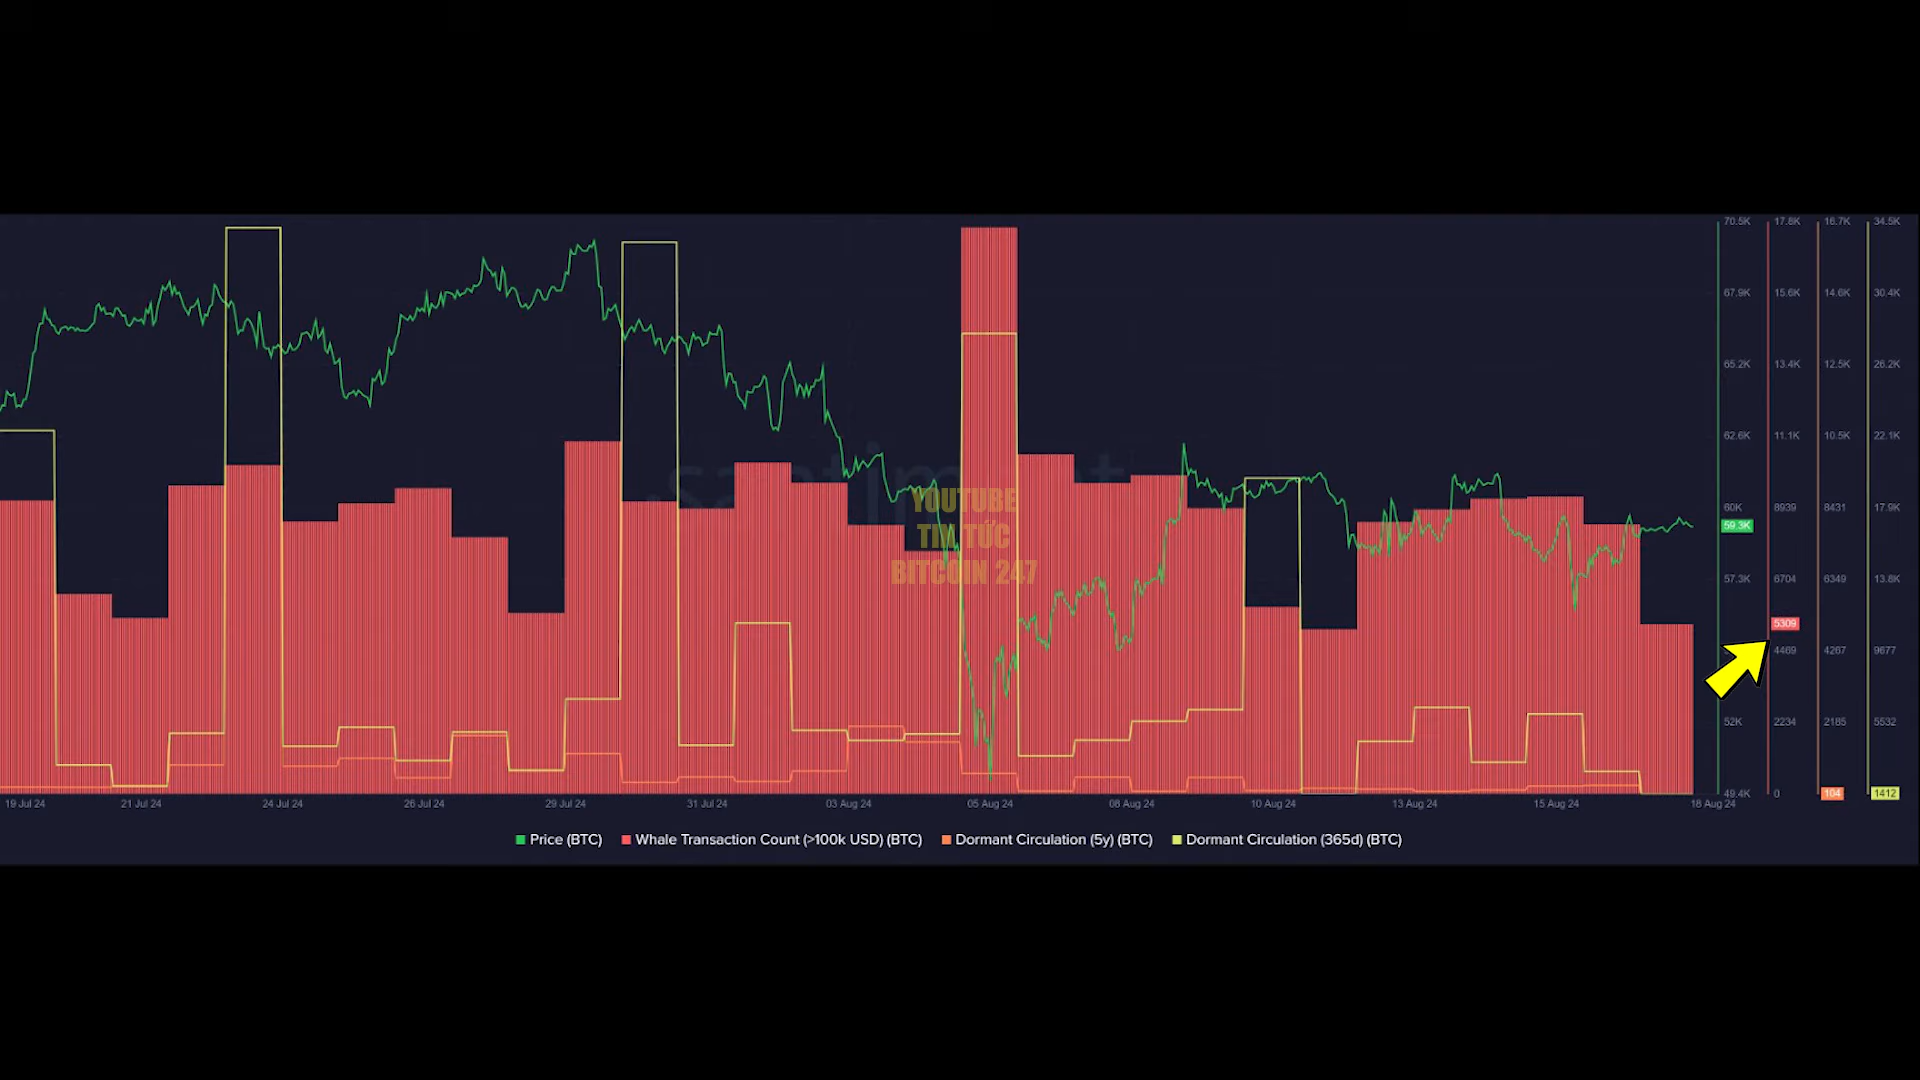 .santiment.
YOUTUBE
TIN TỨC
BITCOIN 247
70.5K 17.8K 16.7K 34.5K
67.9K 15.6K 14.6K 30.4K
65.2K 13.4K 12.5K 26.2K
62.6K 11.1K 10.5K 22.1K
60K 8939 8431 17.9K
59.3K
57.3K 6704 6349 13.8K
5309
4469 4267 9677
52K 2234 2185 5532
49.4K 0 104 1412
19 Jul 24 21 Jul 24 24 Jul 24 26 Jul 24 29 Jul 24 31 Jul 24 03 Aug 24 05 Aug 24 08 Aug 24 10 Aug 24 13 Aug 24 15 Aug 24 18 Aug 24
Price (BTC) Whale Transaction Count (>100k USD) (BTC) Dormant Circulation (5y) (BTC) Dormant Circulation (365d) (BTC)